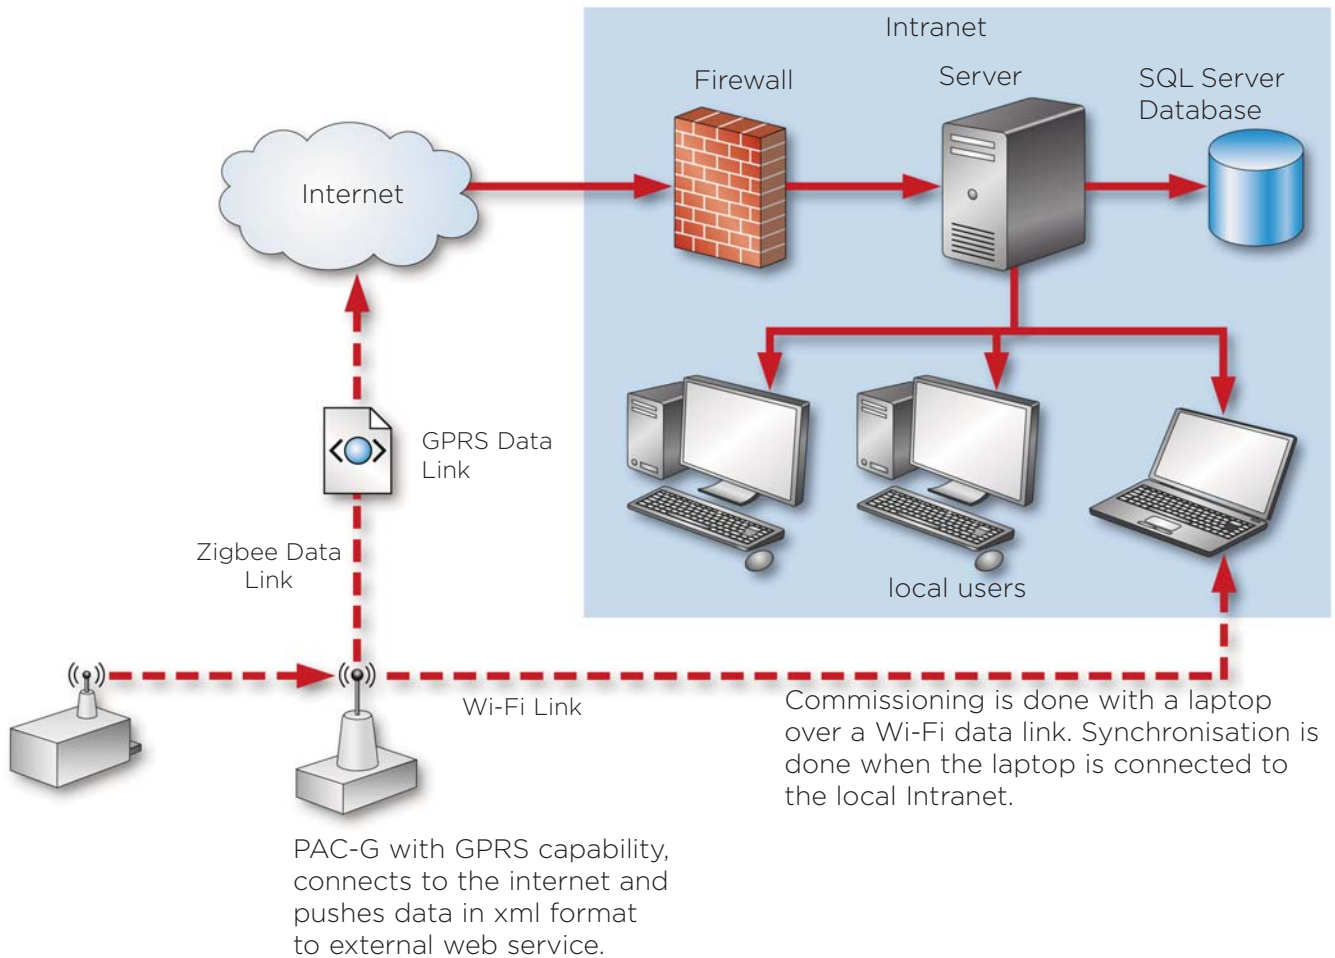 Intranet
Firewall
Server
SQL Server
Database
Internet
GPRS Data
Link
Zigbee Data
Link
local users
Wi-Fi Link
Commissioning is done with a laptop
over a Wi-Fi data link. Synchronisation is
done when the laptop is connected to
the local Intranet.
PAC-G with GPRS capability,
connects to the internet and
pushes data in xml format
to external web service.